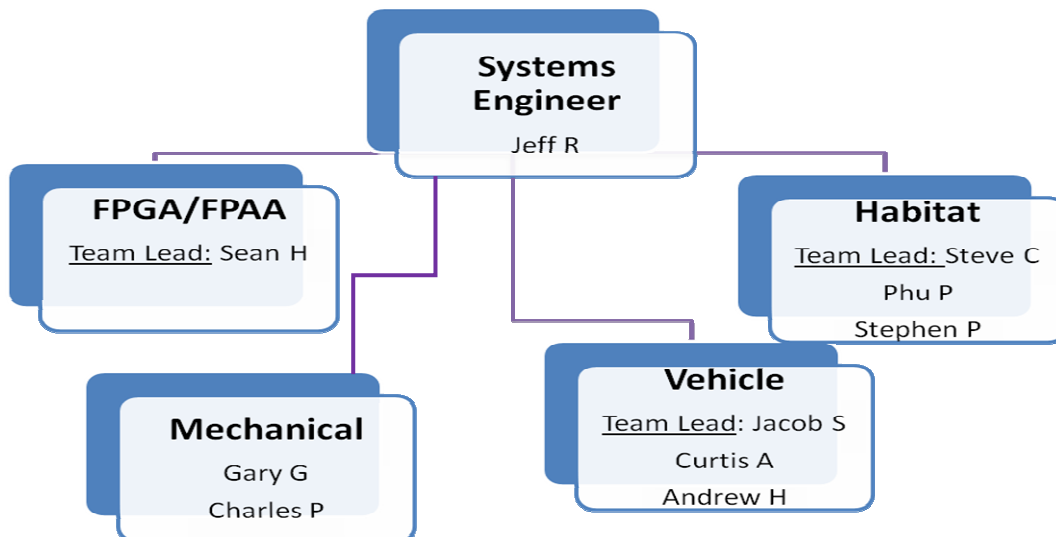 Systems
Engineer
Jeff R
FPGA/FPAA
Team Lead: Sean H
Habitat
Team Lead: Steve C
Phu P
Stephen P
Mechanical
Gary G
Charles P
Vehicle
Team Lead: Jacob S
Curtis A
Andrew H